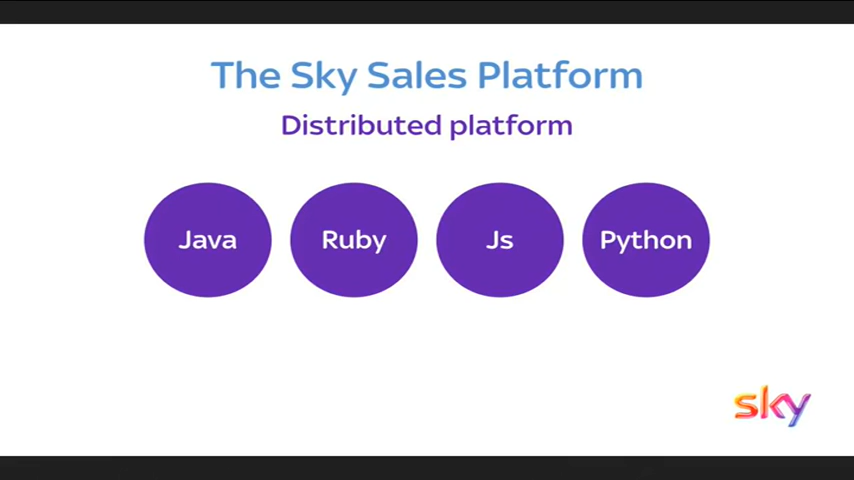 The Sky Sales Platform
Distributed platform
Java Ruby Js Python
sky